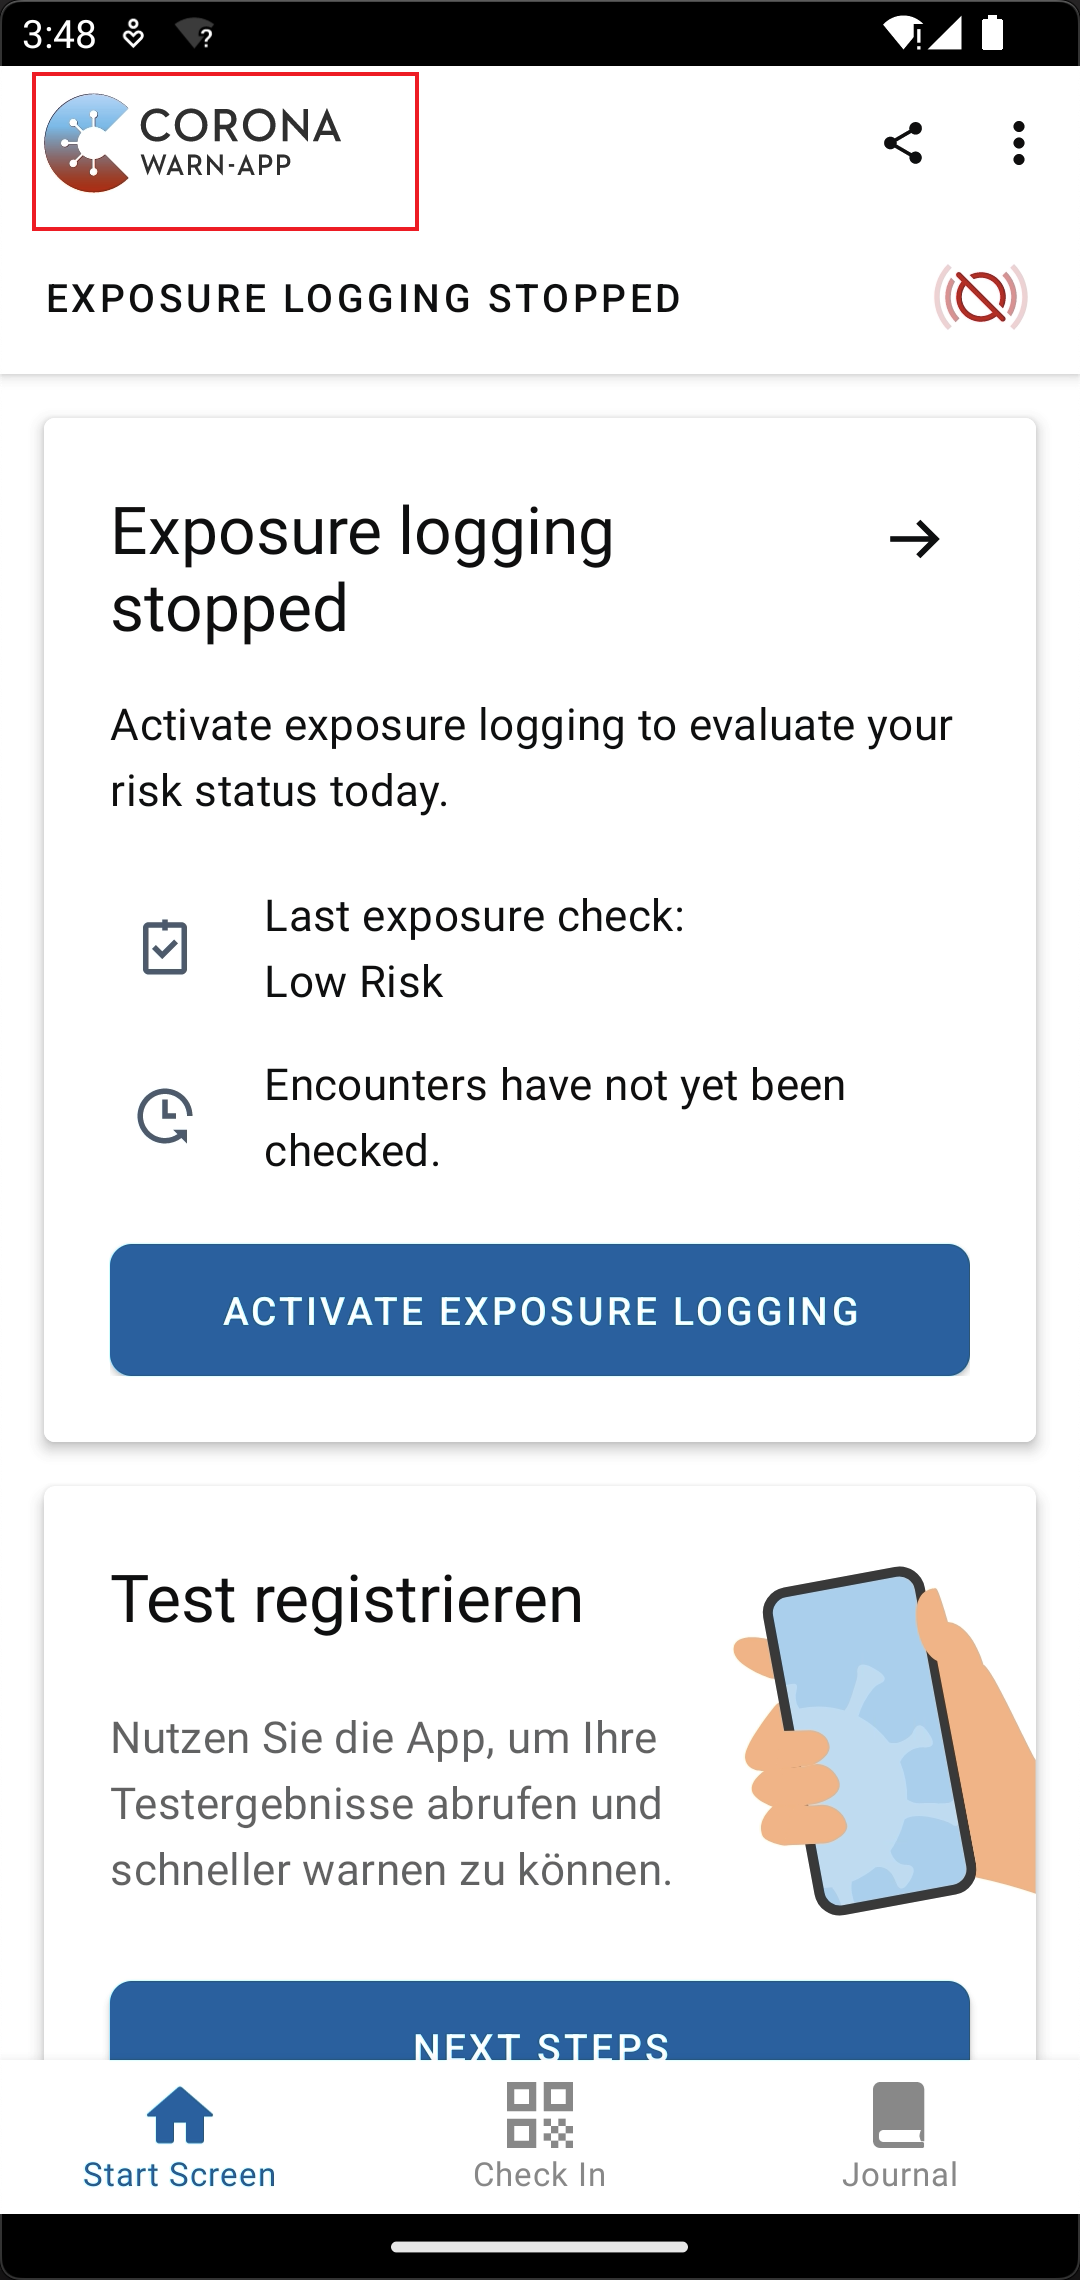 3:48
CORONA
WARN-APP
EXPOSURE LOGGING STOPPED
Exposure logging
stopped
Activate exposure logging to evaluate your
risk status today.
Last exposure check:
Low Risk
Encounters have not yet been
checked.
ACTIVATE EXPOSURE LOGGING
Test registrieren
Nutzen Sie die App, um Ihre
Testergebnisse abrufen und
schneller warnen zu können.
NEXT STEPS
Start Screen
Check In
Journal